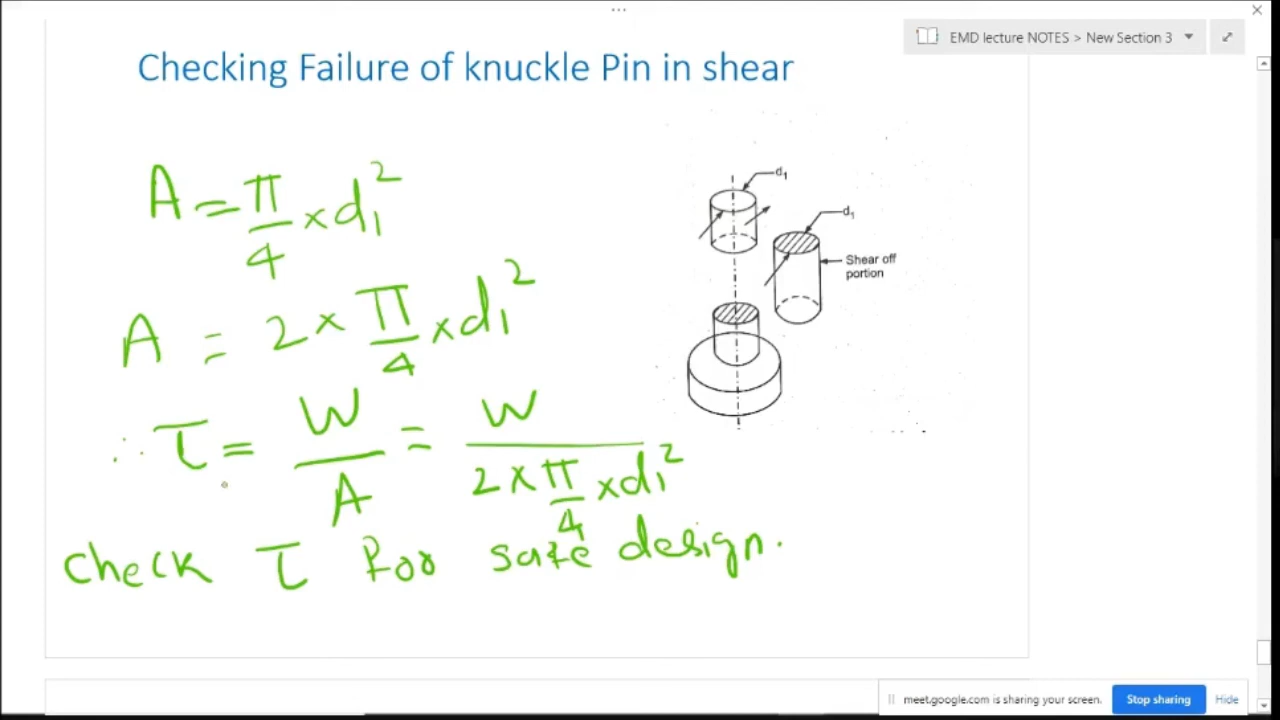 EMD lecture NOTES > New Section 3
Checking Failure of knuckle Pin in shear
A = π/4 × d₁²
A = 2 × π/4 × d₁²
∴ τ = W/A = W/(2 × π/4 × d₁²)
Check τ for safe design.
d₁
d₁
Shear off
portion
meet.google.com is sharing your screen.
Stop sharing
Hide